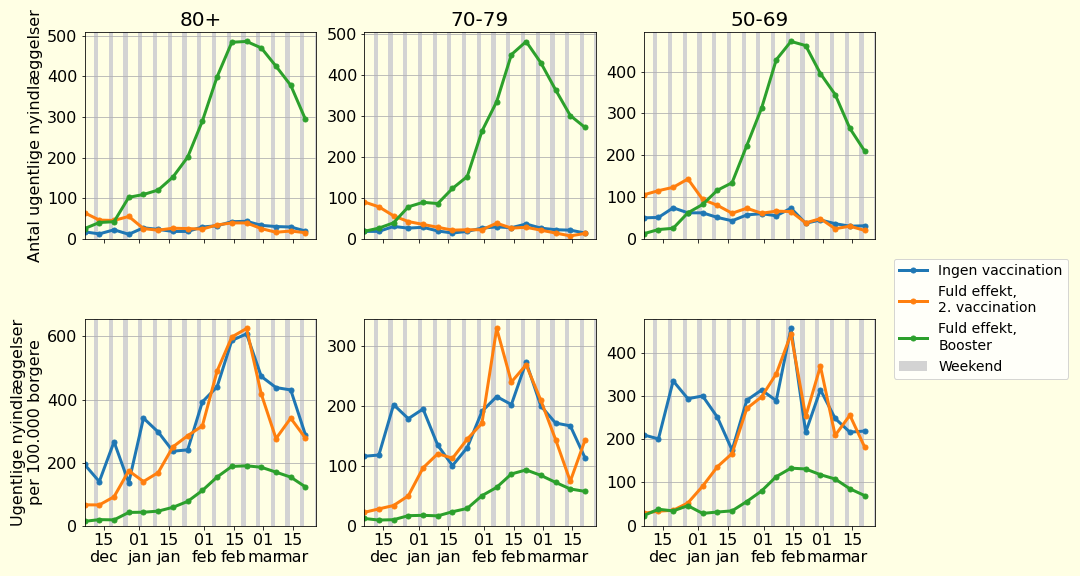 80+
70-79
50-69
Antal ugentlige nyindlæggelser
500
400
300
200
100
0
500
400
300
200
100
0
400
300
200
100
0
Ugentlige nyindlæggelser
per 100.000 borgere
600
400
200
0
300
200
100
0
400
300
200
100
0
15 01 15 01 15 01 15
dec jan jan feb feb mar mar
15 01 15 01 15 01 15
dec jan jan feb feb mar mar
15 01 15 01 15 01 15
dec jan jan feb feb mar mar
Ingen vaccination
Fuld effekt,
2. vaccination
Fuld effekt,
Booster
Weekend